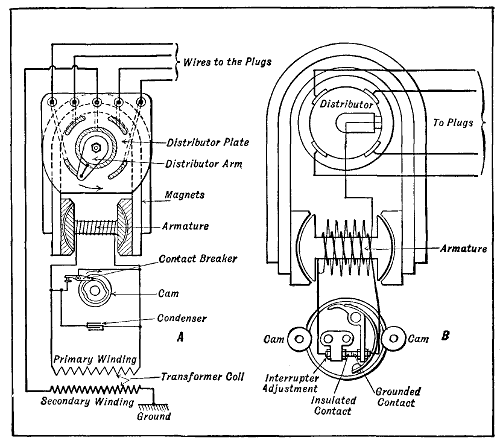 Wires to the Plugs
Distributor Plate
Distributor Arm
Magnets
Armature
Contact Breaker
Cam
Condenser
A
Primary Winding
Transformer Coil
Secondary Winding
Ground
Distributor
To Plugs
Armature
Cam
Cam
B
Interrupter
Adjustment
Insulated
Contact
Grounded
Contact